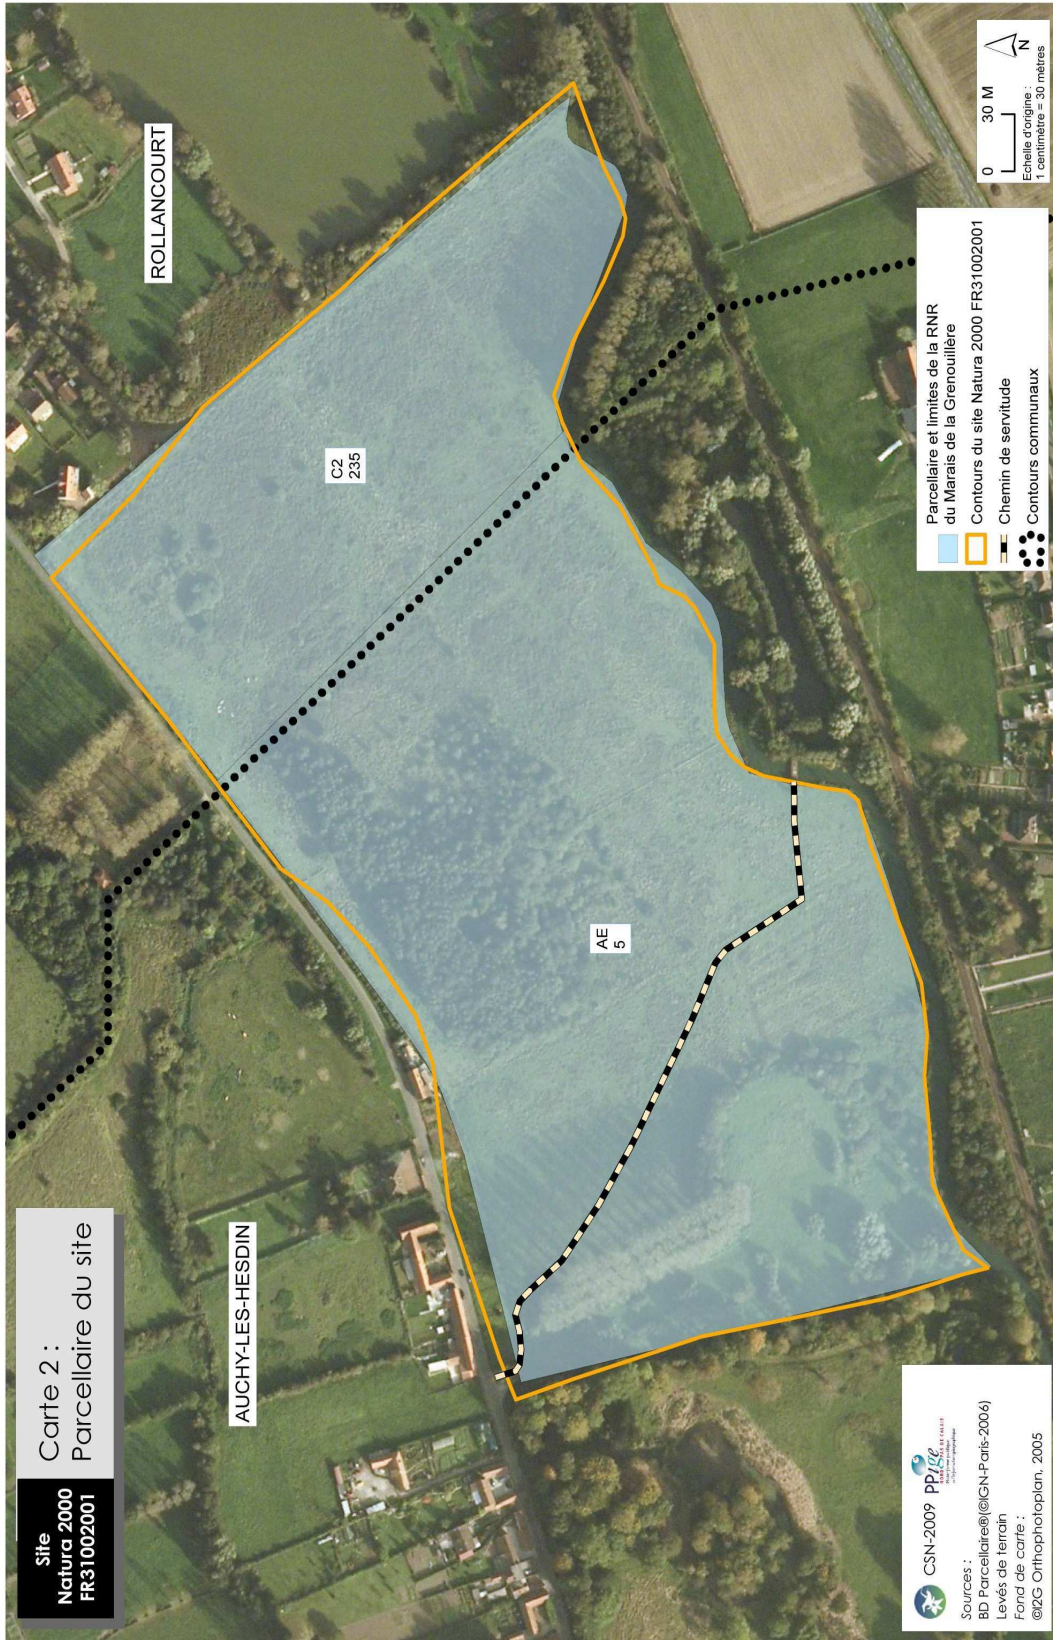 Site
Natura 2000
FR31002001
Carte 2 :
Parcellaire du site
ROLLANCOURT
AUCHY-LES-HESDIN
C2
235
AE
5
CSN-2009
PPige
Sources :
BD Parcellaire®(©IGN-Paris-2006)
Levés de terrain
Fond de carte :
©I2G Orthophotoplan, 2005
Parcellaire et limites de la RNR
du Marais de la Grenouillère
Contours du site Natura 2000 FR31002001
Chemin de servitude
Contours communaux
0 30 M
N
Echelle d'origine :
1 centimètre = 30 mètres